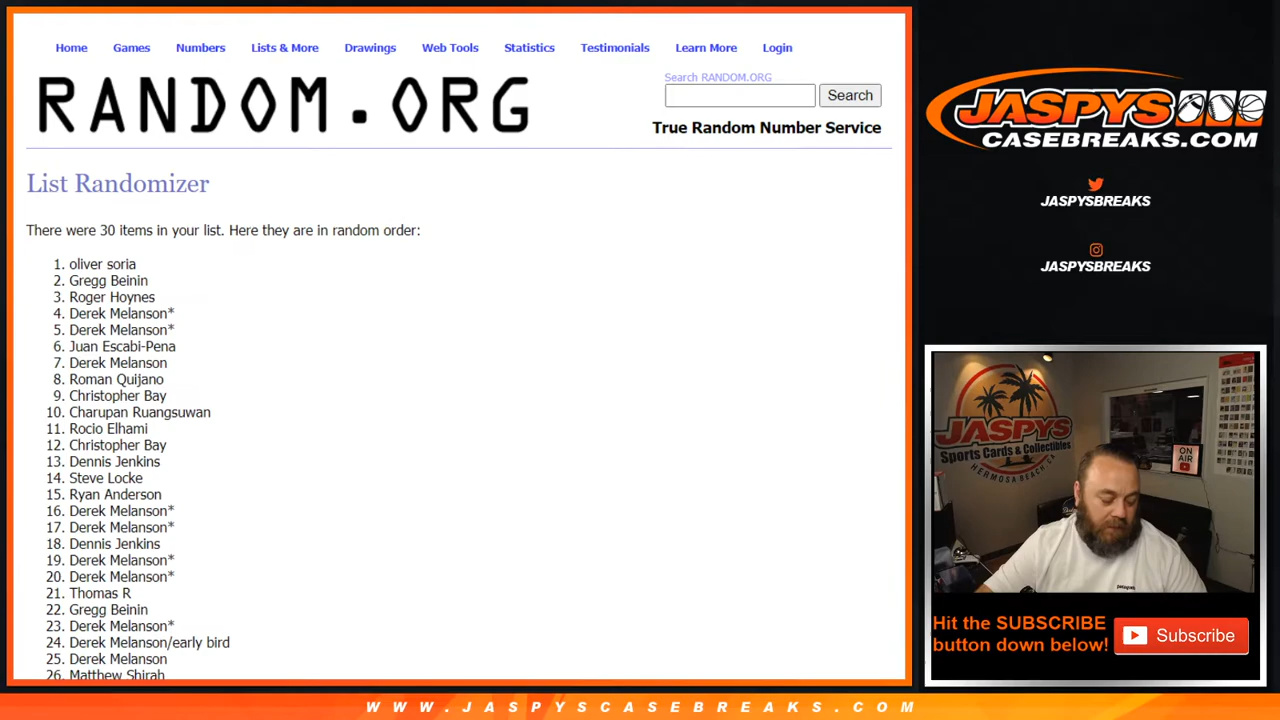 Home Games Numbers Lists & More Drawings Web Tools Statistics Testimonials Learn More Login
RANDOM.ORG
Search RANDOM.ORG
Search
True Random Number Service
List Randomizer
There were 30 items in your list. Here they are in random order:
1. oliver soria
2. Gregg Beinin
3. Roger Hoynes
4. Derek Melanson*
5. Derek Melanson*
6. Juan Escabi-Pena
7. Derek Melanson
8. Roman Quijano
9. Christopher Bay
10. Charupan Ruangsuwan
11. Rocio Elhami
12. Christopher Bay
13. Dennis Jenkins
14. Steve Locke
15. Ryan Anderson
16. Derek Melanson*
17. Derek Melanson*
18. Dennis Jenkins
19. Derek Melanson*
20. Derek Melanson*
21. Thomas R
22. Gregg Beinin
23. Derek Melanson*
24. Derek Melanson/early bird
25. Derek Melanson
26. Matthew Shirah
JASPYS
CASEBREAKS.COM
JASPYSBREAKS
JASPYSBREAKS
JASPYS
Sports Cards & Collectibles
HERMOSA BEACH CA
ON
AIR
Hit the SUBSCRIBE
button down below!
Subscribe
WWW.JASPYSCASEBREAKS.COM